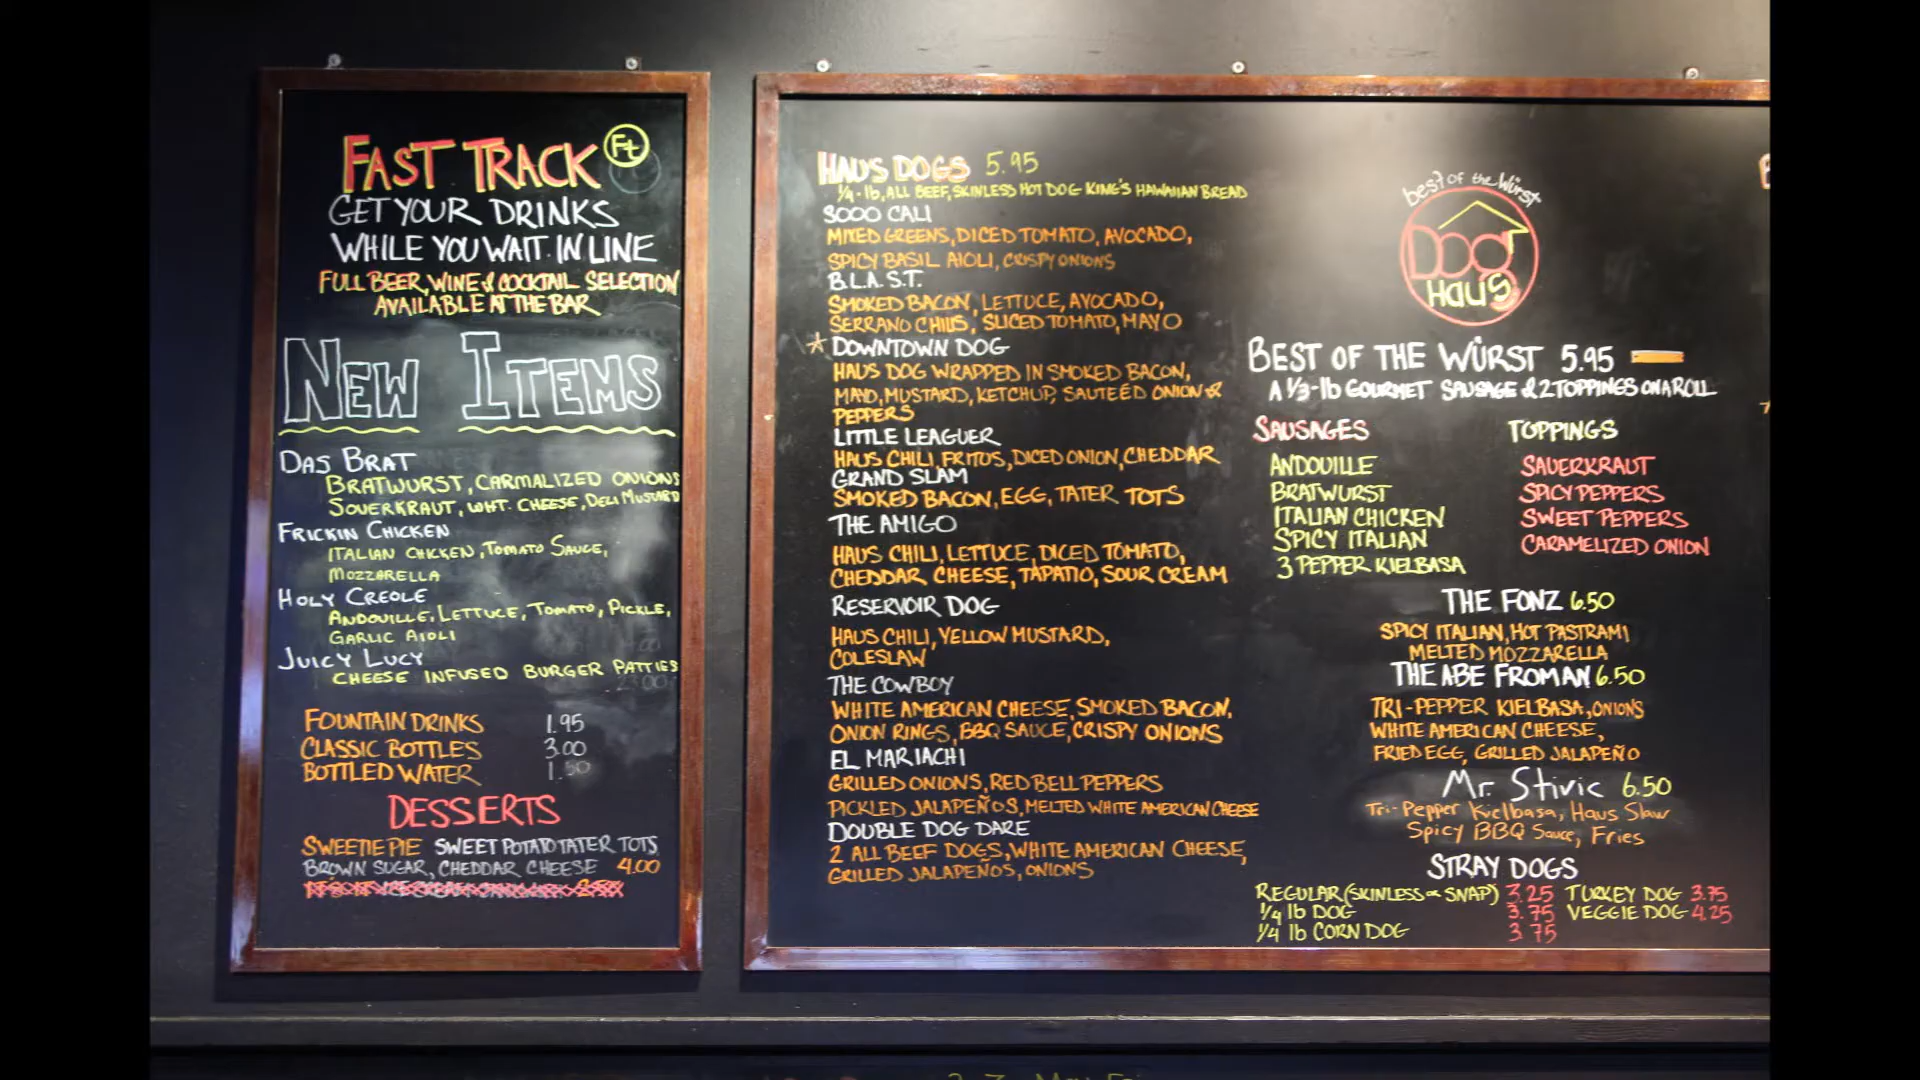 FAST TRACK Ft
GET YOUR DRINKS
WHILE YOU WAIT IN LINE
FULL BEER, WINE & COCKTAIL SELECTION
AVAILABLE AT THE BAR
NEW ITEMS
DAS BRAT
BRATWURST, CARMALIZED ONIONS
SOUERKRAUT, WHT. CHEESE, DELI MUSTARD
FRICKIN CHICKEN
ITALIAN CHICKEN, TOMATO SAUCE,
MOZZARELLA
HOLY CREOLE
ANDOUILLE, LETTUCE, TOMATO, PICKLE,
GARLIC AIOLI
JUICY LUCY
CHEESE INFUSED BURGER PATTIES
FOUNTAIN DRINKS 1.95
CLASSIC BOTTLES 3.00
BOTTLED WATER 1.50
DESSERTS
SWEETIE PIE SWEET POTATO TATER TOTS
BROWN SUGAR, CHEDDAR CHEESE 4.00
HAUS DOGS 5.95
1/4-lb, ALL BEEF, SKINLESS HOT DOG KING'S HAWAIIAN BREAD
SOOO CALI
MIXED GREENS, DICED TOMATO, AVOCADO,
SPICY BASIL AIOLI, CRISPY ONIONS
B.L.A.S.T.
SMOKED BACON, LETTUCE, AVOCADO,
SERRANO CHILIS, SLICED TOMATO, MAYO
DOWNTOWN DOG
HAUS DOG WRAPPED IN SMOKED BACON,
MAYO, MUSTARD, KETCHUP, SAUTEÉD ONION &
PEPPERS
LITTLE LEAGUER
HAUS CHILI, FRITOS, DICED ONION, CHEDDAR
GRAND SLAM
SMOKED BACON, EGG, TATER TOTS
THE AMIGO
HAUS CHILI, LETTUCE, DICED TOMATO,
CHEDDAR CHEESE, TAPATIO, SOUR CREAM
RESERVOIR DOG
HAUS CHILI, YELLOW MUSTARD,
COLESLAW
THE COWBOY
WHITE AMERICAN CHEESE, SMOKED BACON,
ONION RINGS, BBQ SAUCE, CRISPY ONIONS
EL MARIACHI
GRILLED ONIONS, RED BELL PEPPERS
PICKLED JALAPEÑOS, MELTED WHITE AMERICAN CHEESE
DOUBLE DOG DARE
2 ALL BEEF DOGS, WHITE AMERICAN CHEESE,
GRILLED JALAPEÑOS, ONIONS
best of the Würst
DOG
HAUS
BEST OF THE WÜRST 5.95
A 1/3-lb GOURMET SAUSAGE & 2 TOPPINGS ON A ROLL
SAUSAGES
ANDOUILLE
BRATWURST
ITALIAN CHICKEN
SPICY ITALIAN
3 PEPPER KIELBASA
TOPPINGS
SAUERKRAUT
SPICY PEPPERS
SWEET PEPPERS
CARAMELIZED ONION
THE FONZ 6.50
SPICY ITALIAN, HOT PASTRAMI
MELTED MOZZARELLA
THE ABE FROMAN 6.50
TRI-PEPPER KIELBASA, ONIONS
WHITE AMERICAN CHEESE,
FRIED EGG, GRILLED JALAPEÑO
Mr. Stivic 6.50
Tri-Pepper Kielbasa, Haus Slaw
Spicy BBQ Sauce, Fries
STRAY DOGS
REGULAR (SKINLESS or SNAP) 3.25 TURKEY DOG 3.75
1/4 lb DOG 3.75 VEGGIE DOG 4.25
1/4 lb CORN DOG 3.75